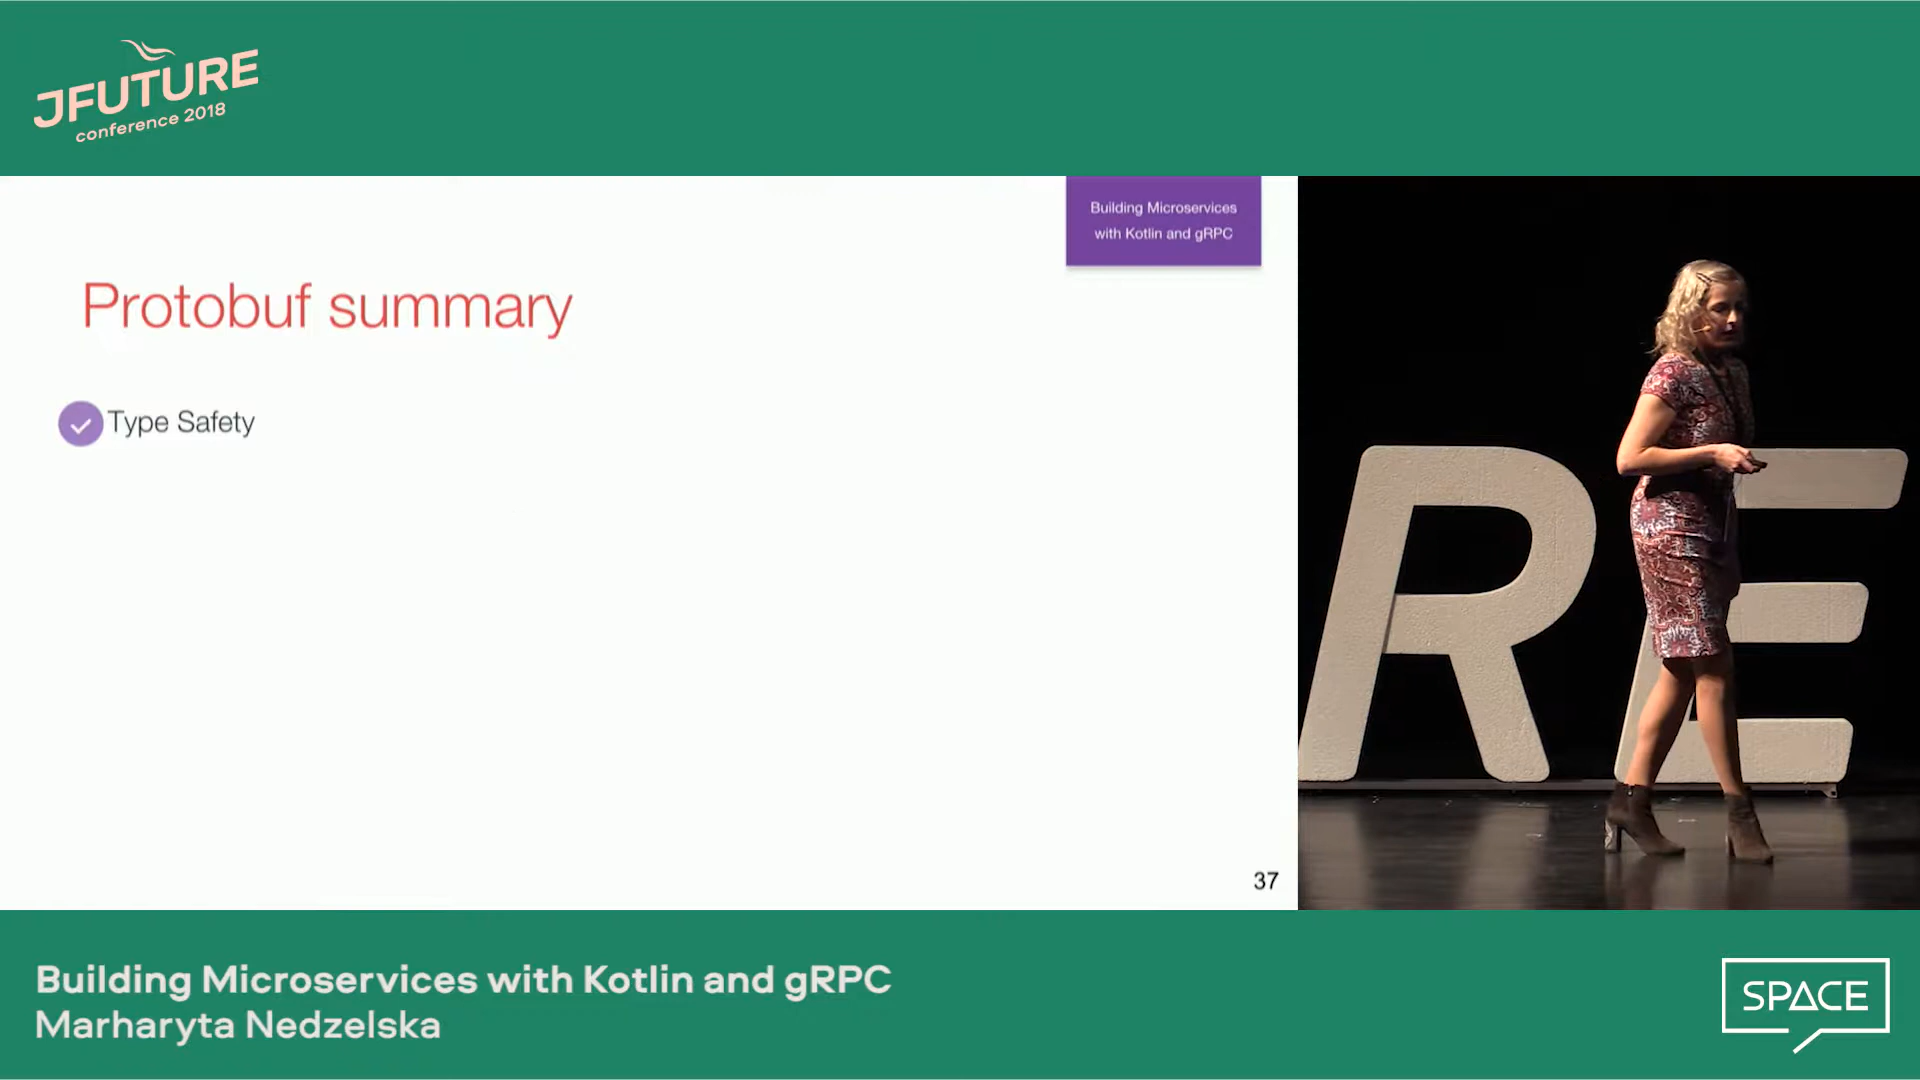 JFUTURE
conference 2018
Building Microservices
with Kotlin and gRPC
Protobuf summary
Type Safety
37
RE
Building Microservices with Kotlin and gRPC
Marharyta Nedzelska
SPACE